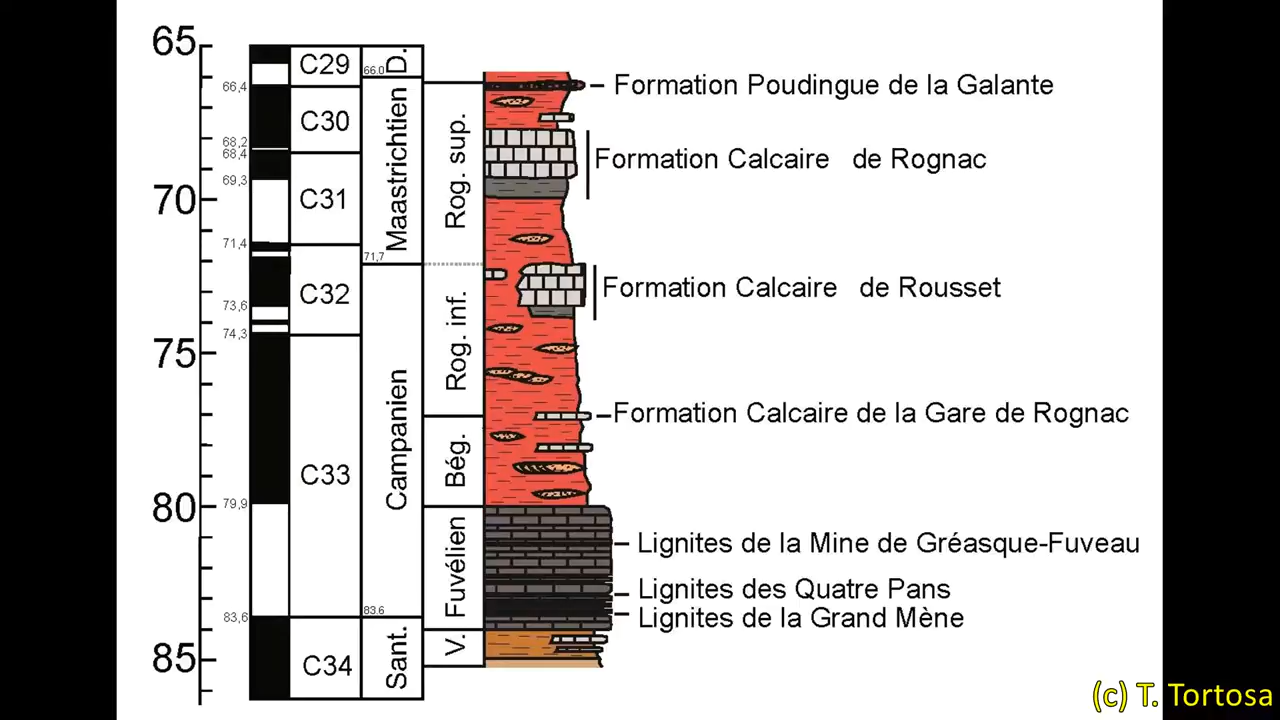 65
70
75
80
85
66,4
68,2
68,4
69,3
71,4
73,6
74,3
79,9
83,6
C29
C30
C31
C32
C33
C34
66.0
71,7
83.6
D.
Maastrichtien
Campanien
Sant.
Rog. sup.
Rog. inf.
Bég.
Fuvélien
V.
Formation Poudingue de la Galante
Formation Calcaire de Rognac
Formation Calcaire de Rousset
Formation Calcaire de la Gare de Rognac
Lignites de la Mine de Gréasque-Fuveau
Lignites des Quatre Pans
Lignites de la Grand Mène
(c) T. Tortosa